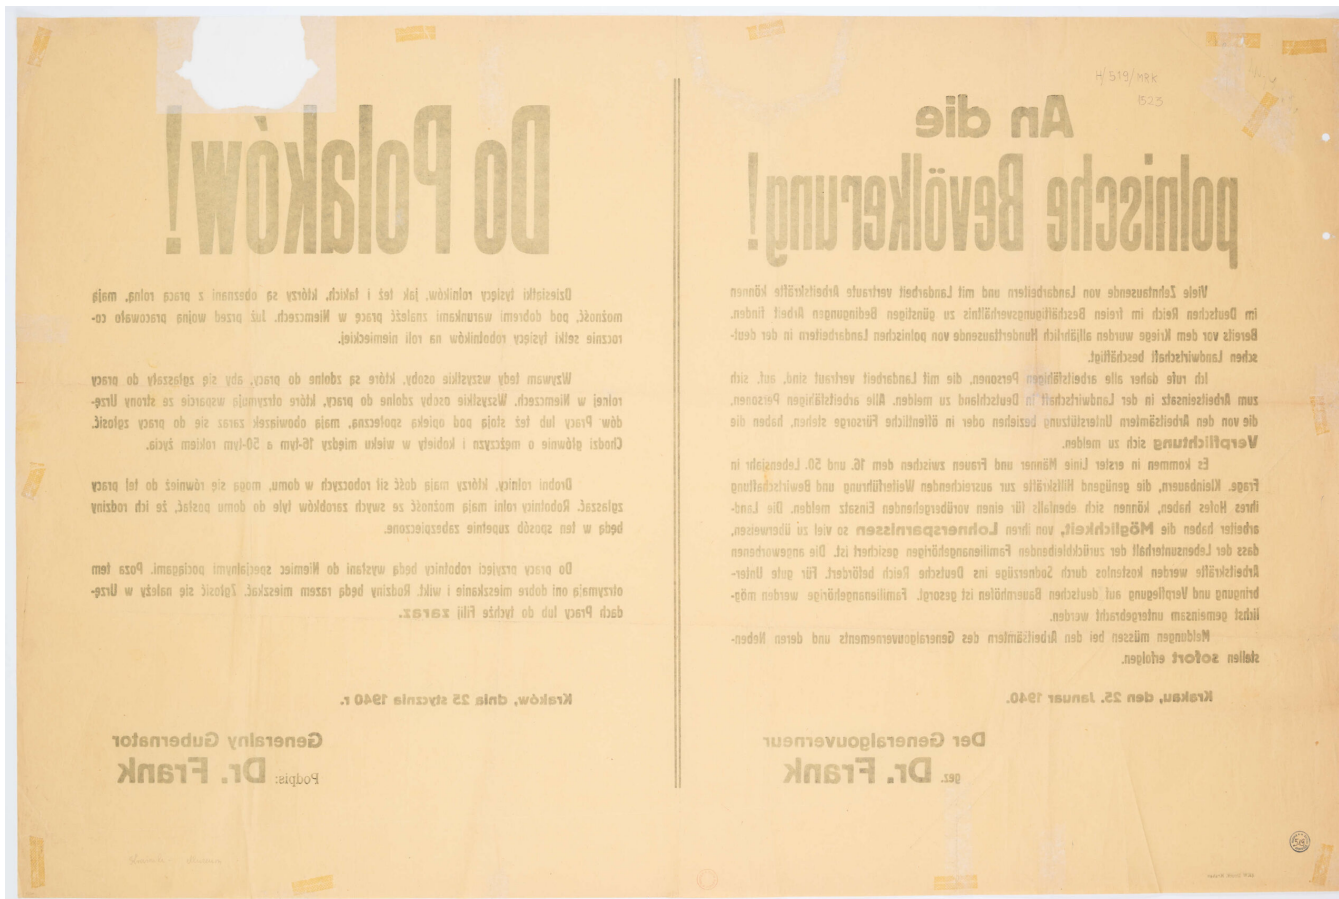 H/519/MRK
An die
polnische Bevölkerung!
Viele Zehntausende von Landarbeitern und mit Landarbeit vertraute Arbeitskräfte können
im Deutschen Reich im freien Beschäftigungsverhältnis zu günstigen Bedingungen Arbeit finden.
Bereits vor dem Kriege wurden alljährlich Hunderttausende von polnischen Landarbeitern in der deut-
schen Landwirtschaft beschäftigt.
Ich rufe daher alle arbeitsfähigen Personen, die mit Landarbeit vertraut sind, auf, sich
zum Arbeitseinsatz in der Landwirtschaft in Deutschland zu melden. Alle arbeitsfähigen Personen,
die von den Arbeitsämtern Unterstützung beziehen oder in öffentliche Fürsorge stehen, haben die
Verpflichtung sich zu melden.
Es kommen in erster Linie Männer und Frauen zwischen dem 16. und 50. Lebensjahr in
Frage. Kleinbauern, die genügend Hilfskräfte zur ausreichenden Weiterführung und Bewirtschaftung
ihres Hofes haben, können sich ebenfalls für einen vorübergehenden Einsatz melden. Die Land-
arbeiter haben die Möglichkeit, von ihren Lohnersparnissen so viel zu überweisen,
dass der Lebensunterhalt der zurückbleibenden Familienangehörigen gesichert ist. Die angeworbenen
Arbeitskräfte werden kostenlos durch Sonderzüge ins Deutsche Reich befördert. Für gute Unter-
bringung und Verpflegung auf deutschen Bauernhöfen ist gesorgt. Familienangehörige werden mög-
lichst gemeinsam untergebracht werden.
Meldungen müssen bei den Arbeitsämtern des Generalgouvernements und deren Neben-
stellen sofort erfolgen.
Krakau, den 25. Januar 1940.
Der Generalgouverneur
gez. Dr. Frank
Do Polaków!
Dziesiątki tysięcy rolników, jak też i takich, którzy są obeznani z pracą rolną, mają
możność, pod dobremi warunkami znaleźć pracę w Niemczech. Już przed wojną pracowało co-
rocznie setki tysięcy robotników na roli niemieckiej.
Wzywam tedy wszystkie osoby, które są zdolne do pracy, aby się zgłaszały do pracy
rolnej w Niemczech. Wszystkie osoby zdolne do pracy, które otrzymują wsparcie ze strony Urzę-
dów Pracy lub też stoją pod opieką społeczną, mają obowiązek zaraz się do pracy zgłosić.
Chodzi głównie o mężczyzn i kobiety w wieku między 16-tym a 50-tym rokiem życia.
Drobni rolnicy, którzy mają dość sił roboczych w domu, mogą się również do tej pracy
zgłaszać. Robotnicy rolni mają możność ze swych zarobków tyle do domu posłać, że ich rodziny
będą w ten sposób zupełnie zabezpieczone.
Do pracy przyjęci robotnicy będą wysłani do Niemiec specjalnymi pociągami. Poza tem
otrzymają oni dobre mieszkanie i wikt. Rodziny będą razem mieszkać. Zgłosić się należy w Urzę-
dach Pracy lub do tychże Filij zaraz.
Kraków, dnia 25 stycznia 1940 r.
Generalny Gubernator
Podpis: Dr. Frank